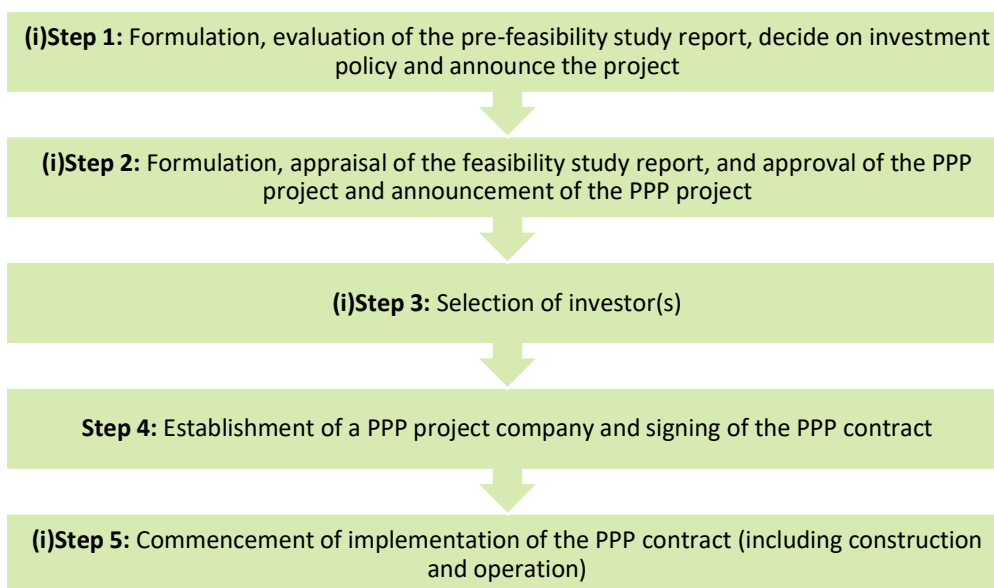 (i)Step 1: Formulation, evaluation of the pre-feasibility study report, decide on investment
policy and announce the project
(i)Step 2: Formulation, appraisal of the feasibility study report, and approval of the PPP
project and announcement of the PPP project
(i)Step 3: Selection of investor(s)
Step 4: Establishment of a PPP project company and signing of the PPP contract
(i)Step 5: Commencement of implementation of the PPP contract (including construction
and operation)